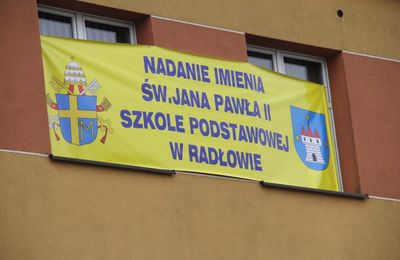 NADANIE IMIENIA
ŚW.JANA PAWŁA II
SZKOLE PODSTAWOWEJ
W RADŁOWIE
M